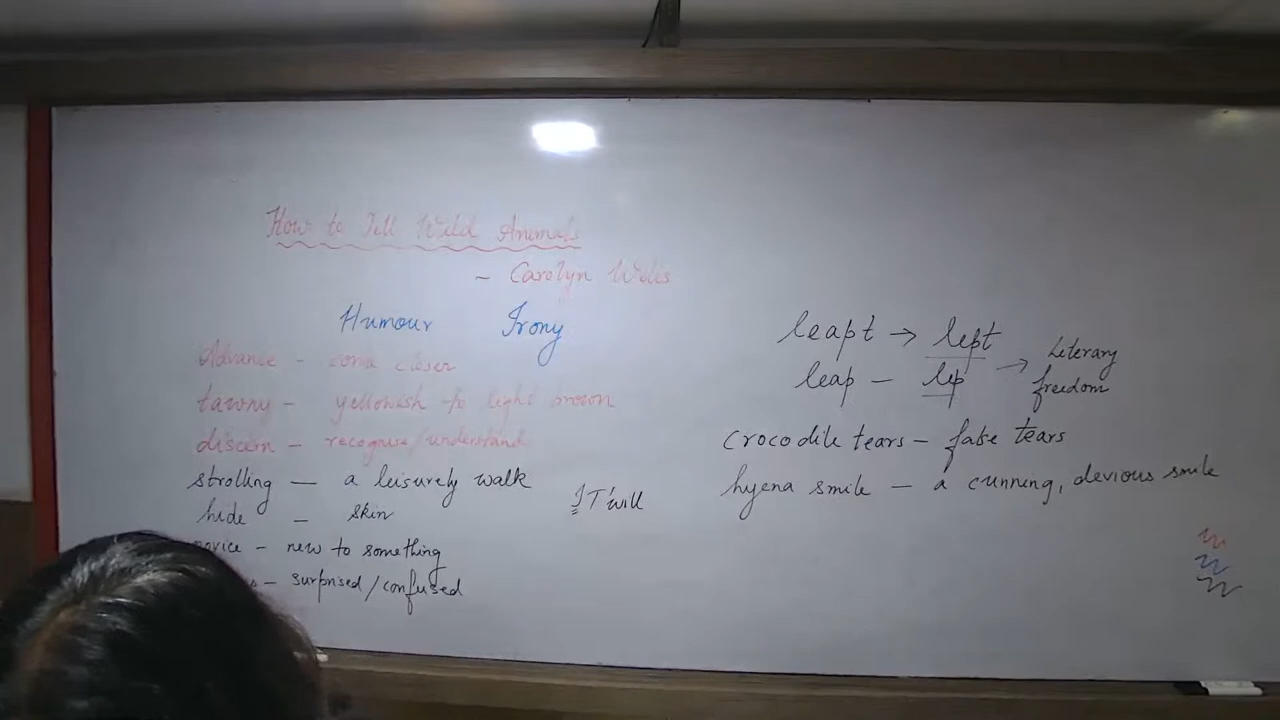 How to Tell Wild Animals
- Carolyn Wells
Humour Irony
Advance - come closer
tawny - yellowish to light brown
discern - recognise/understand
strolling - a leisurely walk
hide - skin
novice - new to something
- surprised/confused
I T'will
leapt → lept
leap - lep → Literary freedom
crocodile tears - fake tears
hyena smile - a cunning, devious smile